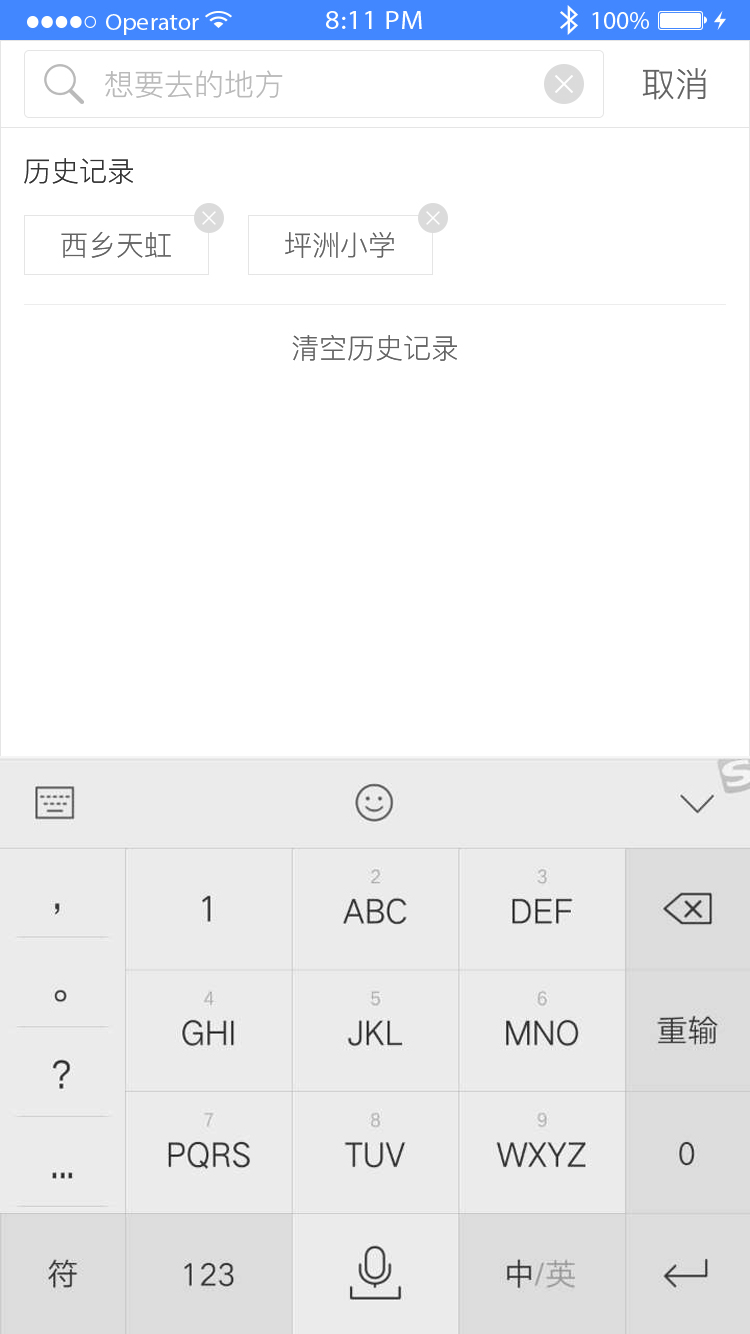 Operator 8:11 PM 100%
想要去的地方 取消
历史记录
西乡天虹 坪洲小学
清空历史记录
S
， 1 2 ABC 3 DEF
。 4 GHI 5 JKL 6 MNO 重输
? 7 PQRS 8 TUV 9 WXYZ 0
...
符 123 中/英